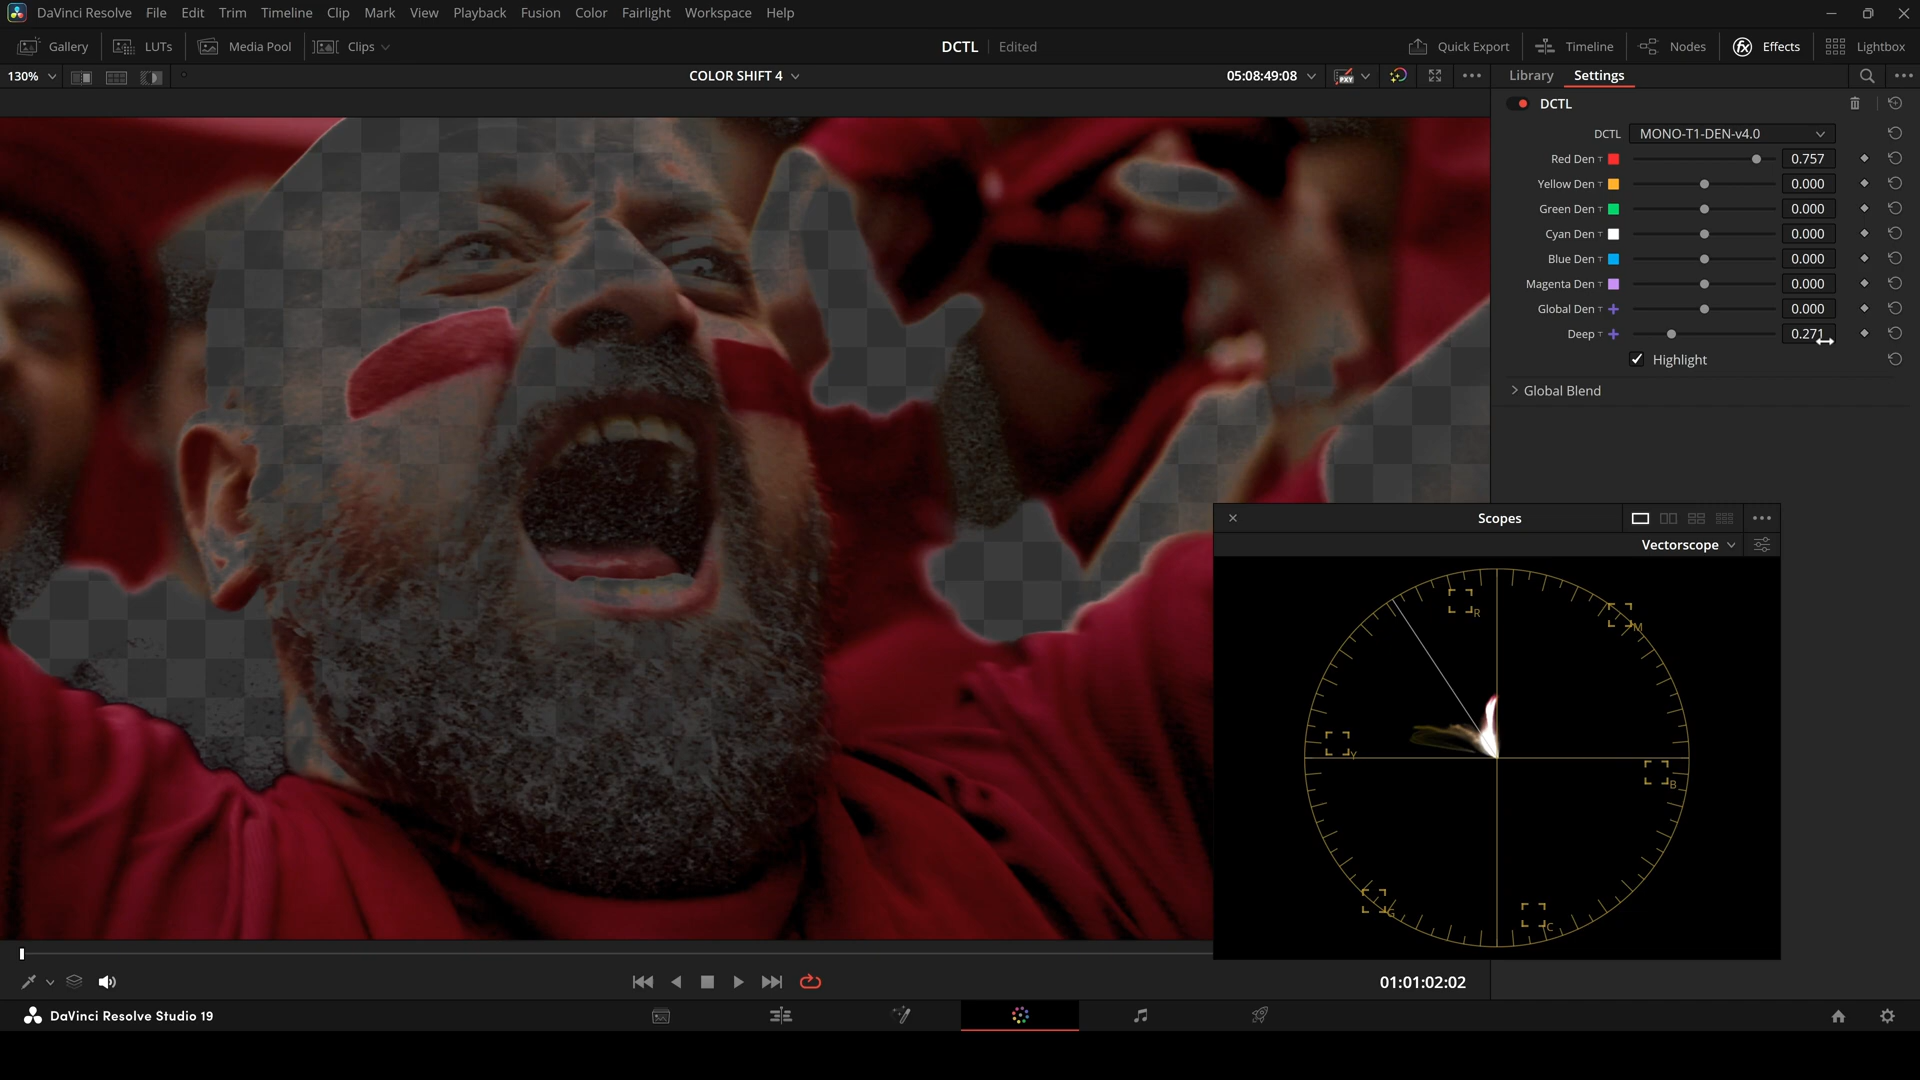 DaVinci Resolve File Edit Trim Timeline Clip Mark View Playback Fusion Color Fairlight Workspace Help
Gallery LUTs Media Pool Clips DCTL Edited Quick Export Timeline Nodes Effects Lightbox
130% COLOR SHIFT 4 05:08:49:08 PXY Library Settings
DCTL
DCTL MONO-T1-DEN-v4.0
Red Den 0.757
Yellow Den 0.000
Green Den 0.000
Cyan Den 0.000
Blue Den 0.000
Magenta Den 0.000
Global Den 0.000
Deep 0.271
Highlight
Global Blend
Scopes
Vectorscope
R
M
Y
B
G
C
01:01:02:02
DaVinci Resolve Studio 19